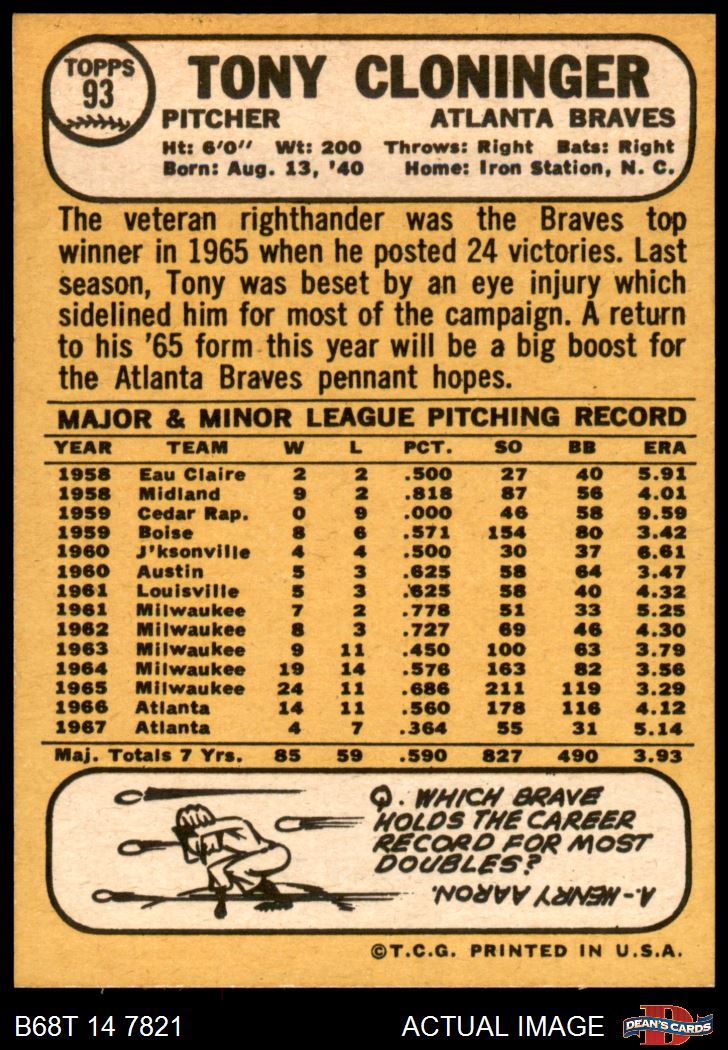 TOPPS
93
TONY CLONINGER
PITCHER ATLANTA BRAVES
Ht: 6'0" Wt: 200 Throws: Right Bats: Right
Born: Aug. 13, '40 Home: Iron Station, N. C.
The veteran righthander was the Braves top
winner in 1965 when he posted 24 victories. Last
season, Tony was beset by an eye injury which
sidelined him for most of the campaign. A return
to his '65 form this year will be a big boost for
the Atlanta Braves pennant hopes.
MAJOR & MINOR LEAGUE PITCHING RECORD
YEAR TEAM W L PCT. SO BB ERA
1958 Eau Claire 2 2 .500 27 40 5.91
1958 Midland 9 2 .818 87 56 4.01
1959 Cedar Rap. 0 9 .000 46 58 9.59
1959 Boise 8 6 .571 154 80 3.42
1960 J'ksonville 4 4 .500 30 37 6.61
1960 Austin 5 3 .625 58 64 3.47
1961 Louisville 5 3 .625 58 40 4.32
1961 Milwaukee 7 2 .778 51 33 5.25
1962 Milwaukee 8 3 .727 69 46 4.30
1963 Milwaukee 9 11 .450 100 63 3.79
1964 Milwaukee 19 14 .576 163 82 3.56
1965 Milwaukee 24 11 .686 211 119 3.29
1966 Atlanta 14 11 .560 178 116 4.12
1967 Atlanta 4 7 .364 55 31 5.14
Maj. Totals 7 Yrs. 85 59 .590 827 490 3.93
Q. WHICH BRAVE
HOLDS THE CAREER
RECORD FOR MOST
DOUBLES?
A-HENRY AARON.
©T.C.G. PRINTED IN U.S.A.
B68T 14 7821 ACTUAL IMAGE
D
DEAN'S CARDS